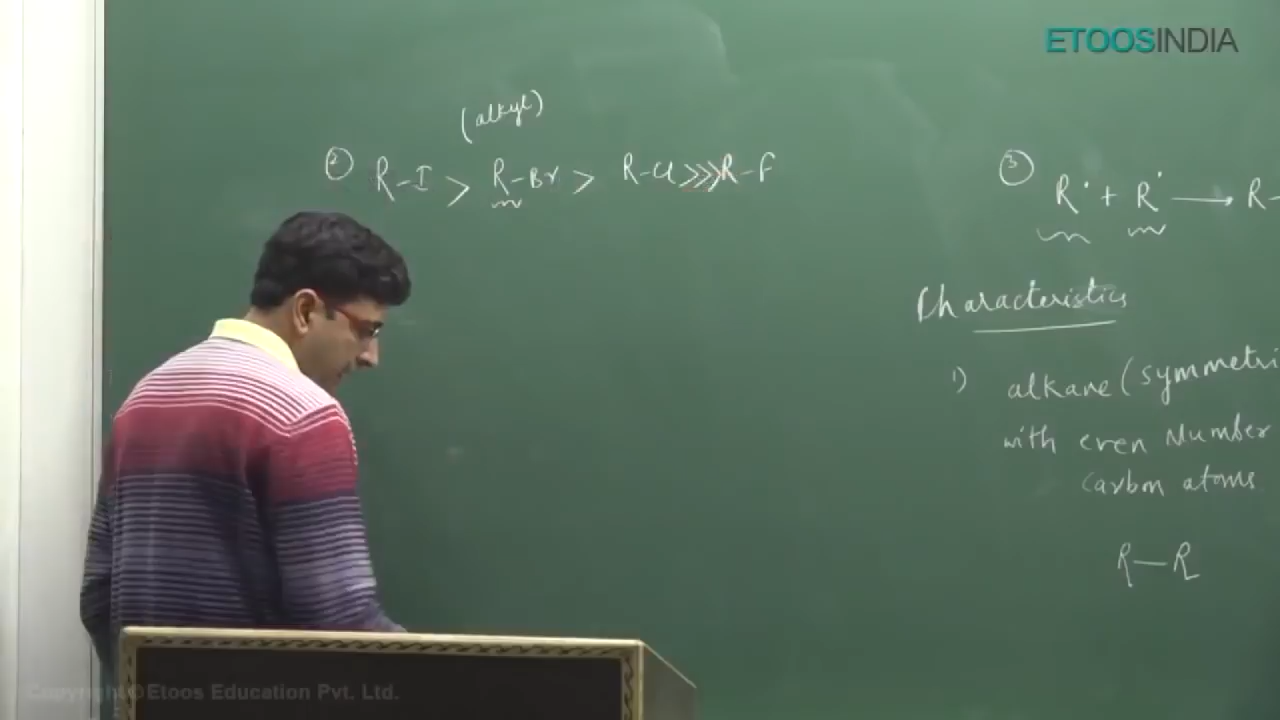 ETOOSINDIA
(alkyl)
② R-I > R-Br > R-Cl >>> R-F
③ R˙ + R˙ ⟶ R-
Characteristics
1) alkane (symmetri
with even Number
carbon atoms
R—R
Copyright © Etoos Education Pvt. Ltd.